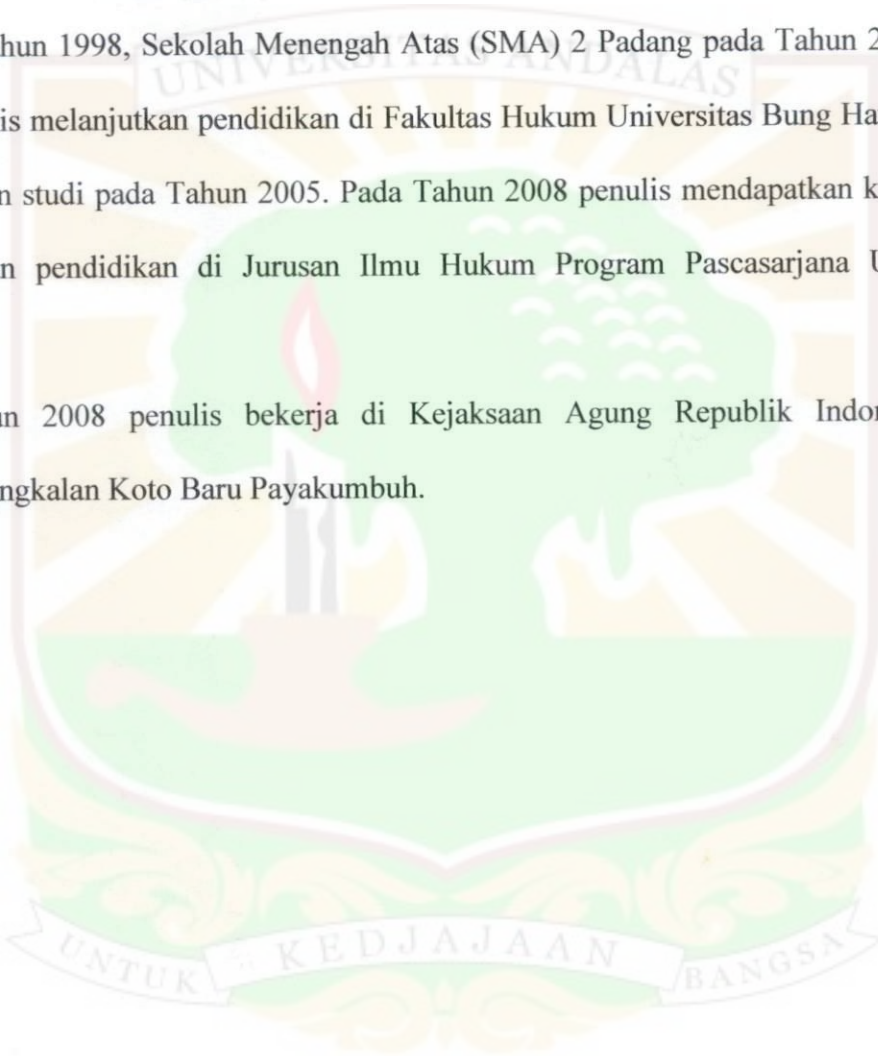 hun 1998, Sekolah Menengah Atas (SMA) 2 Padang pada Tahun 2
is melanjutkan pendidikan di Fakultas Hukum Universitas Bung Ha
n studi pada Tahun 2005. Pada Tahun 2008 penulis mendapatkan k
n pendidikan di Jurusan Ilmu Hukum Program Pascasarjana U
un 2008 penulis bekerja di Kejaksaan Agung Republik Indor
ngkalan Koto Baru Payakumbuh.
UNIVERSITAS ANDALAS
UNTUK KEDJAJAAN BANGSA